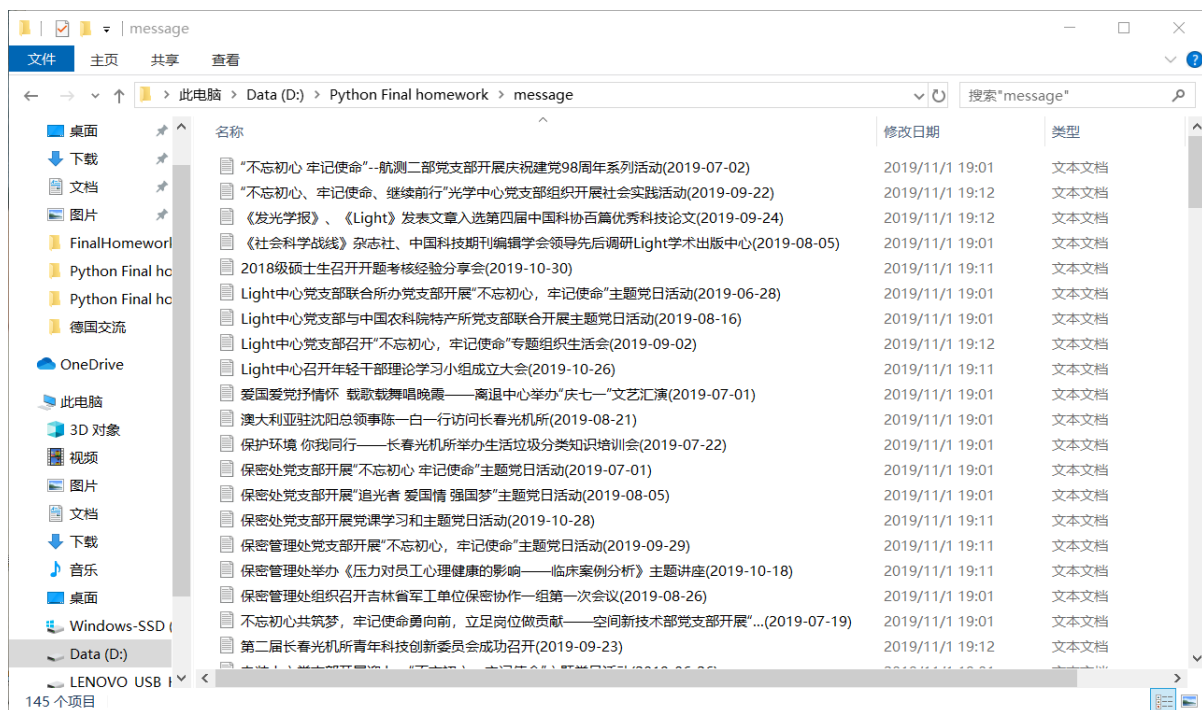 message
文件 主页 共享 查看
此电脑 > Data (D:) > Python Final homework > message 搜索"message"
名称 修改日期 类型
桌面
下载
文档
图片
FinalHomeworl
Python Final hc
Python Final hc
德国交流
OneDrive
此电脑
3D 对象
视频
图片
文档
下载
音乐
桌面
Windows-SSD (
Data (D:)
LENOVO USB H
“不忘初心 牢记使命”--航测二部党支部开展庆祝建党98周年系列活动(2019-07-02) 2019/11/1 19:01 文本文档
“不忘初心、牢记使命、继续前行”光学中心党支部组织开展社会实践活动(2019-09-22) 2019/11/1 19:12 文本文档
《发光学报》、《Light》发表文章入选第四届中国科协百篇优秀科技论文(2019-09-24) 2019/11/1 19:12 文本文档
《社会科学战线》杂志社、中国科技期刊编辑学会领导先后调研Light学术出版中心(2019-08-05) 2019/11/1 19:01 文本文档
2018级硕士生召开开题考核经验分享会(2019-10-30) 2019/11/1 19:11 文本文档
Light中心党支部联合所办党支部开展“不忘初心，牢记使命”主题党日活动(2019-06-28) 2019/11/1 19:01 文本文档
Light中心党支部与中国农科院特产所党支部联合开展主题党日活动(2019-08-16) 2019/11/1 19:01 文本文档
Light中心党支部召开“不忘初心，牢记使命”专题组织生活会(2019-09-02) 2019/11/1 19:12 文本文档
Light中心召开年轻干部理论学习小组成立大会(2019-10-26) 2019/11/1 19:11 文本文档
爱国爱党抒情怀 载歌载舞唱晚霞——离退中心举办“庆七一”文艺汇演(2019-07-01) 2019/11/1 19:01 文本文档
澳大利亚驻沈阳总领事陈一白一行访问长春光机所(2019-08-21) 2019/11/1 19:01 文本文档
保护环境 你我同行——长春光机所举办生活垃圾分类知识培训会(2019-07-22) 2019/11/1 19:01 文本文档
保密处党支部开展“不忘初心 牢记使命”主题党日活动(2019-07-01) 2019/11/1 19:01 文本文档
保密处党支部开展“追光者 爱国情 强国梦”主题党日活动(2019-08-05) 2019/11/1 19:01 文本文档
保密处党支部开展党课学习和主题党日活动(2019-10-28) 2019/11/1 19:11 文本文档
保密管理处党支部开展“不忘初心，牢记使命”主题党日活动(2019-09-29) 2019/11/1 19:11 文本文档
保密管理处举办《压力对员工心理健康的影响——临床案例分析》主题讲座(2019-10-18) 2019/11/1 19:11 文本文档
保密管理处组织召开吉林省军工单位保密协作一组第一次会议(2019-08-26) 2019/11/1 19:01 文本文档
不忘初心共筑梦，牢记使命勇向前，立足岗位做贡献——空间新技术部党支部开展“...(2019-07-19) 2019/11/1 19:01 文本文档
第二届长春光机所青年科技创新委员会成功召开(2019-09-23) 2019/11/1 19:12 文本文档
145 个项目